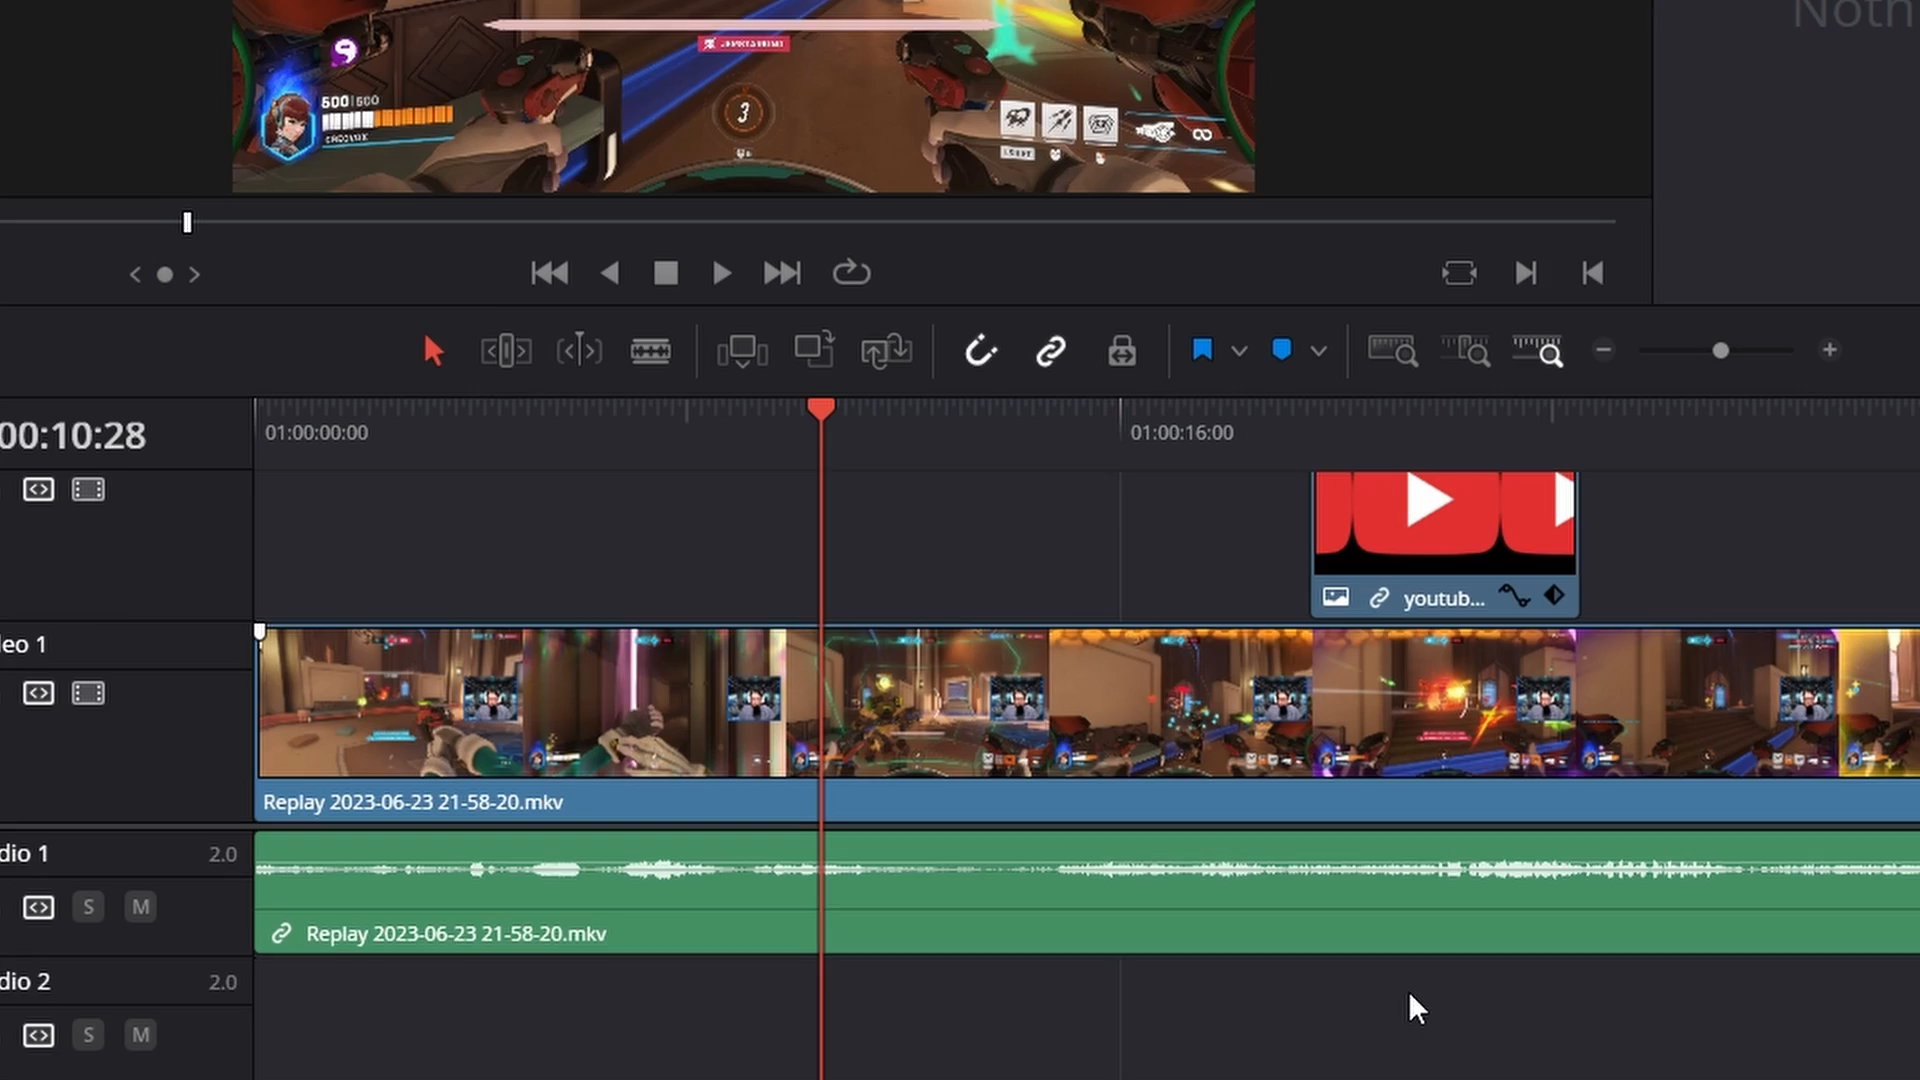 Noth
500|500
3
00:10:28
01:00:00:00
01:00:16:00
youtub...
eo 1
Replay 2023-06-23 21-58-20.mkv
dio 1
2.0
S
M
Replay 2023-06-23 21-58-20.mkv
dio 2
2.0
S
M